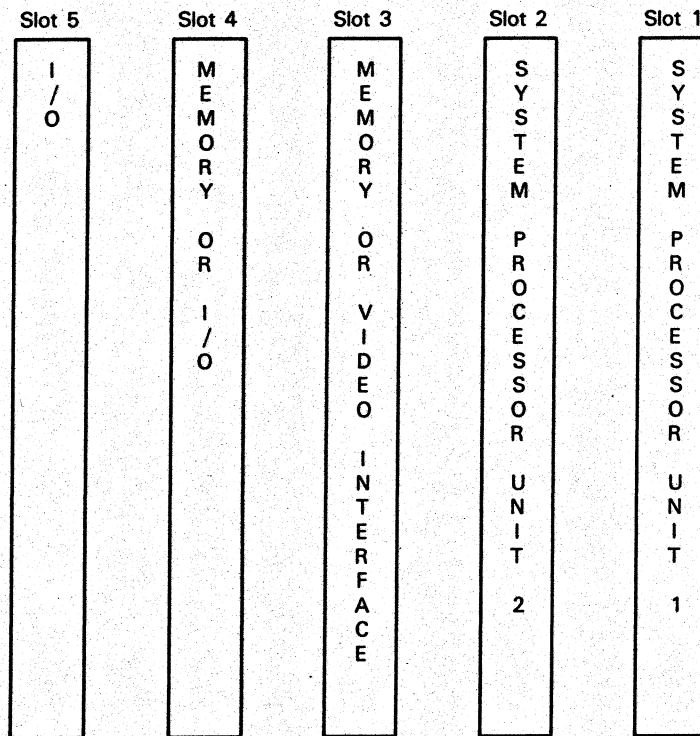 Slot 5 Slot 4 Slot 3 Slot 2 Slot 1
I/O
MEMORY OR I/O
MEMORY OR VIDEO INTERFACE
SYSTEM PROCESSOR UNIT 2
SYSTEM PROCESSOR UNIT 1